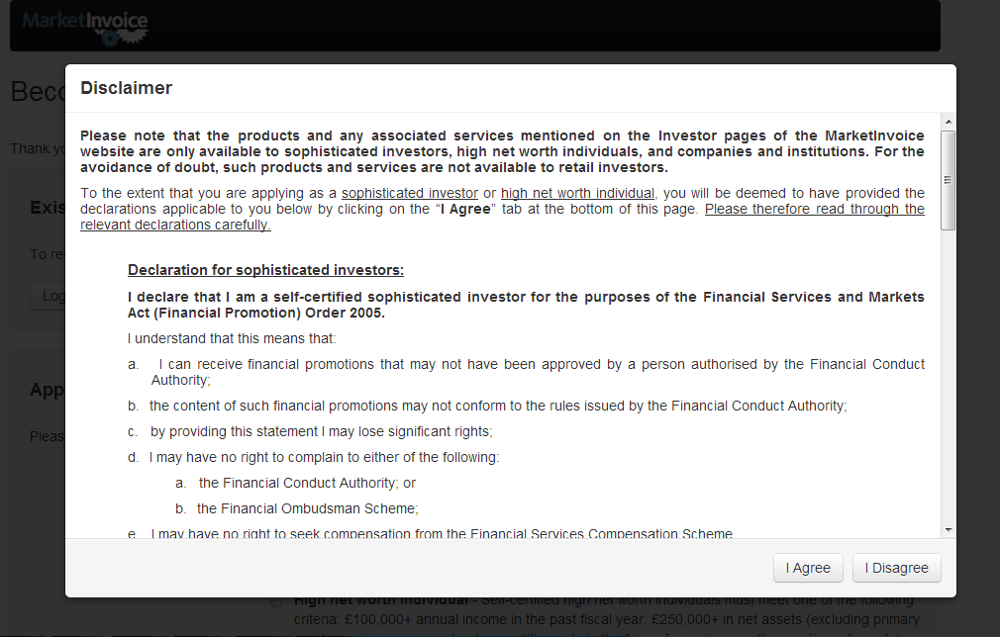 MarketInvoice
Beco
Thank yo
Exis
To re
Log
App
Pleas
Disclaimer
Please note that the products and any associated services mentioned on the Investor pages of the MarketInvoice
website are only available to sophisticated investors, high net worth individuals, and companies and institutions. For the
avoidance of doubt, such products and services are not available to retail investors.
To the extent that you are applying as a sophisticated investor or high net worth individual, you will be deemed to have provided the
declarations applicable to you below by clicking on the “I Agree” tab at the bottom of this page. Please therefore read through the
relevant declarations carefully.
Declaration for sophisticated investors:
I declare that I am a self-certified sophisticated investor for the purposes of the Financial Services and Markets
Act (Financial Promotion) Order 2005.
I understand that this means that:
a. I can receive financial promotions that may not have been approved by a person authorised by the Financial Conduct
Authority;
b. the content of such financial promotions may not conform to the rules issued by the Financial Conduct Authority;
c. by providing this statement I may lose significant rights;
d. I may have no right to complain to either of the following:
a. the Financial Conduct Authority; or
b. the Financial Ombudsman Scheme;
e I may have no right to seek compensation from the Financial Services Compensation Scheme
I Agree I Disagree
High net worth individual - Self-certified high net worth individuals must meet one of the following
criteria: £100,000+ annual income in the past fiscal year, £250,000+ in net assets (excluding primary